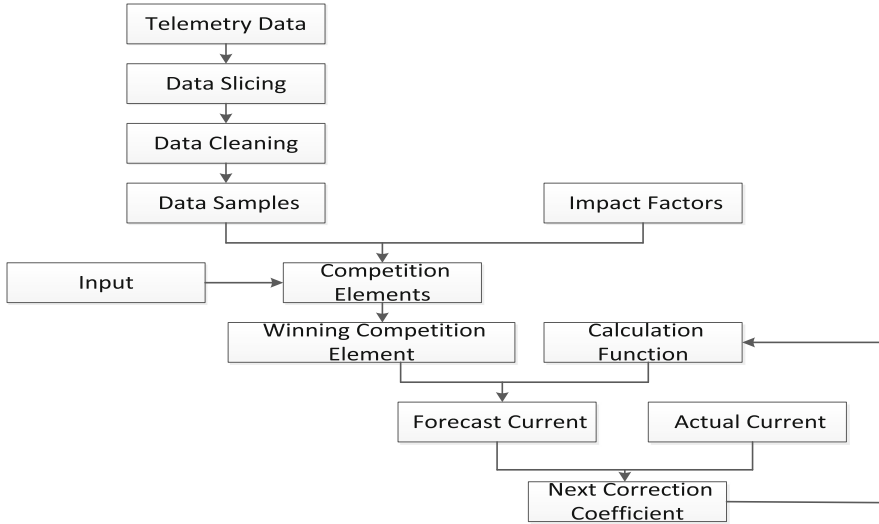 Telemetry Data
Data Slicing
Data Cleaning
Data Samples
Impact Factors
Input
Competition
Elements
Winning Competition
Element
Calculation
Function
Forecast Current
Actual Current
Next Correction
Coefficient